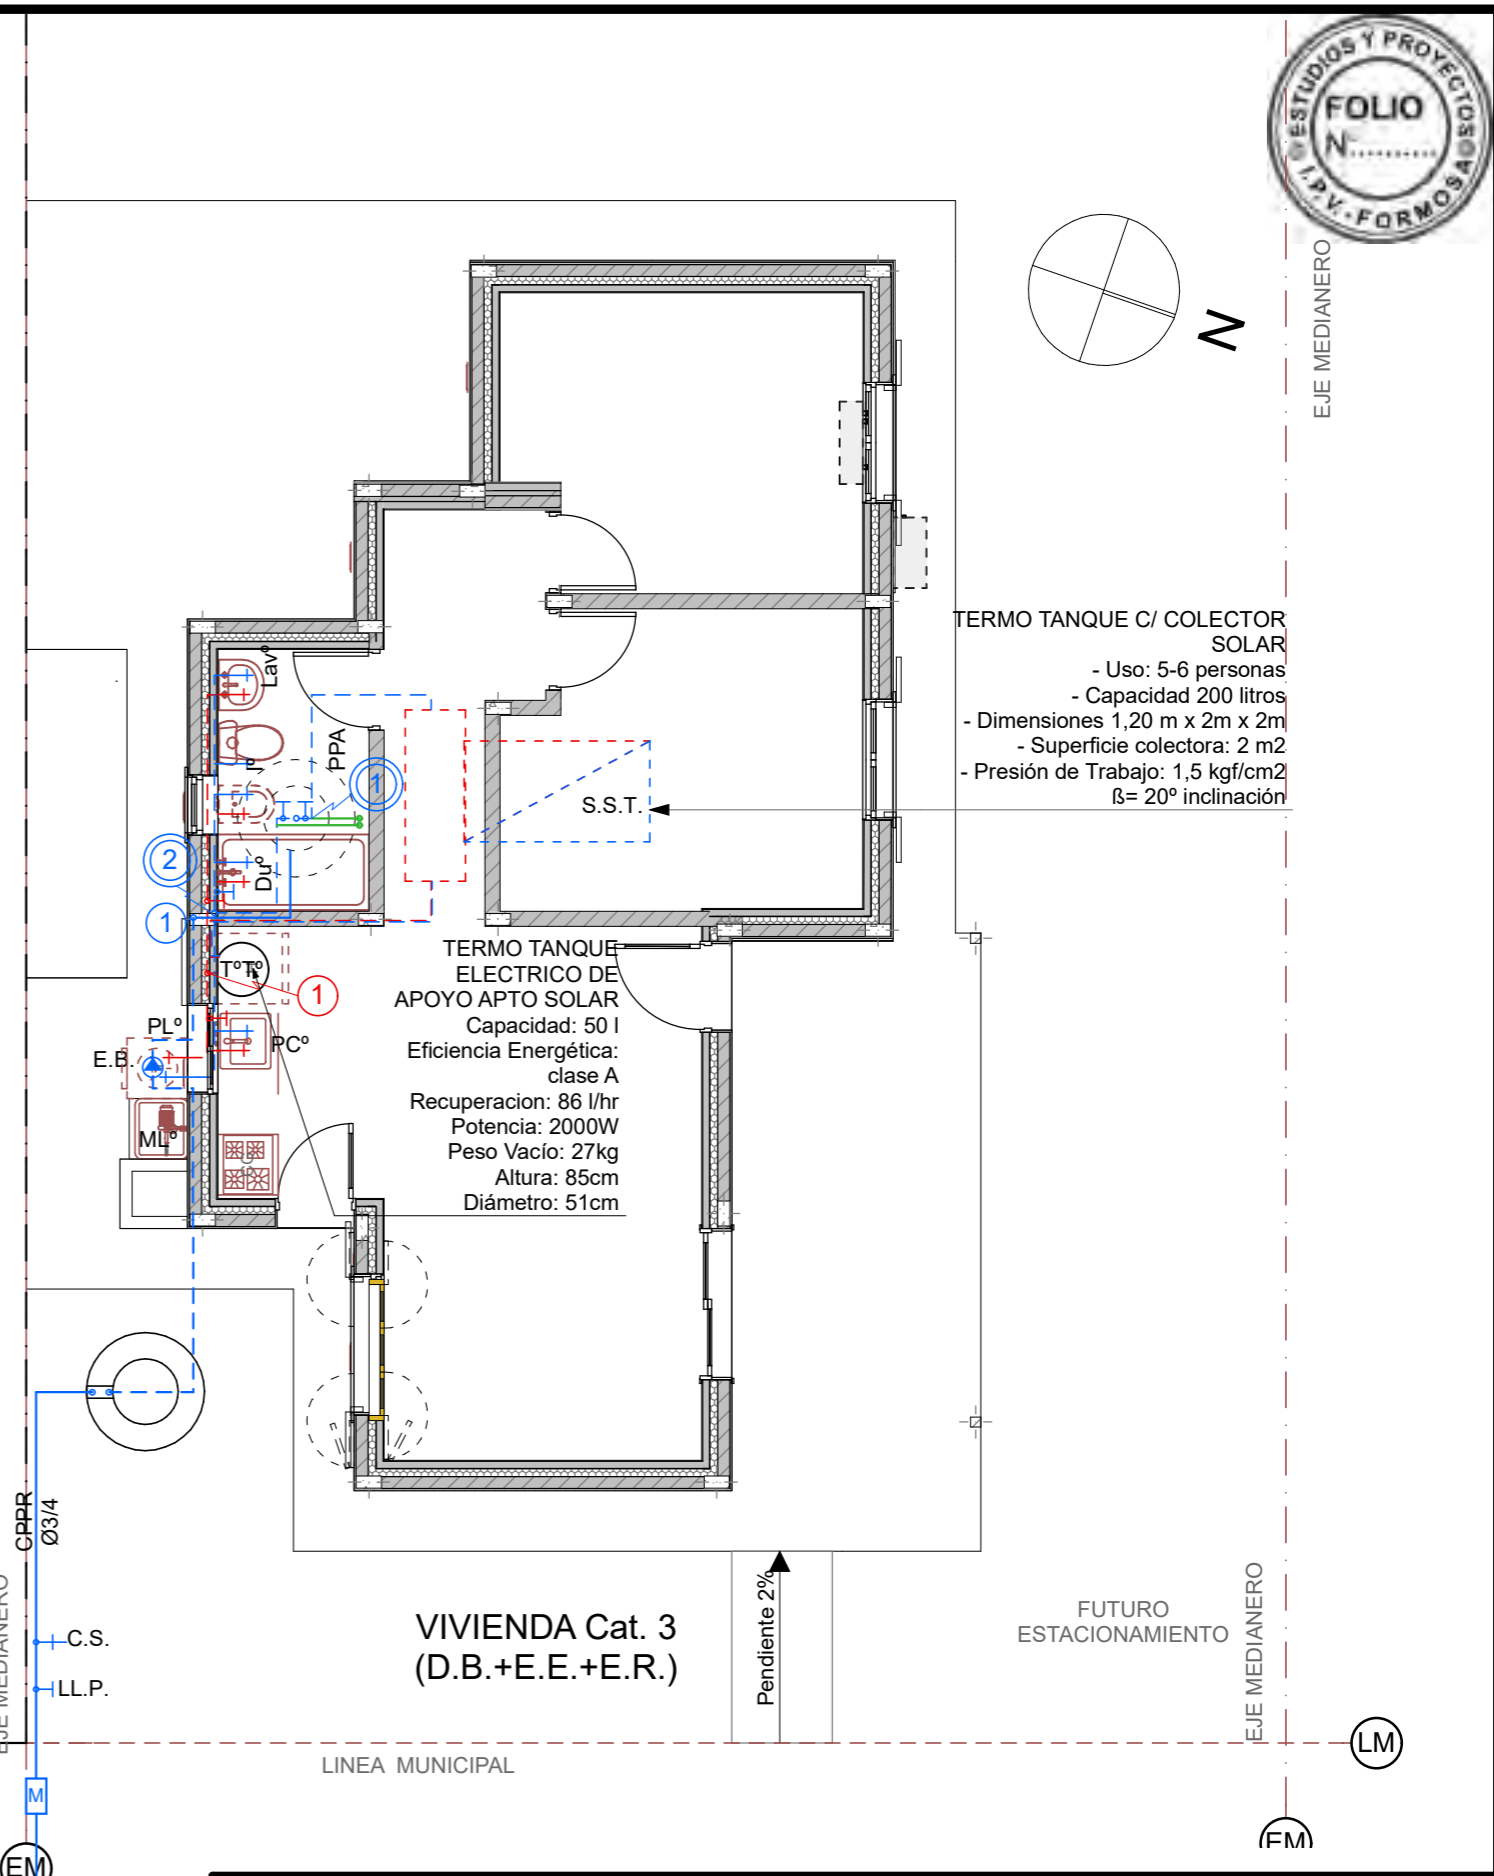 ESTUDIOS Y PROYECTOS
FOLIO
N..........
I.P.V.-FORMOSA
EJE MEDIANERO
N
TERMO TANQUE C/ COLECTOR
SOLAR
- Uso: 5-6 personas
- Capacidad 200 litros
- Dimensiones 1,20 m x 2m x 2m
- Superficie colectora: 2 m2
- Presión de Trabajo: 1,5 kgf/cm2
ß= 20º inclinación
Lavº
Iº
PPA
1
S.S.T.
2
Duº
1
TERMO TANQUE
ELECTRICO DE
APOYO APTO SOLAR
Capacidad: 50 l
Eficiencia Energética:
clase A
Recuperacion: 86 l/hr
Potencia: 2000W
Peso Vacío: 27kg
Altura: 85cm
Diámetro: 51cm
TºTº
1
PLº
PCº
E.B.
MLº
CPPR
Ø3/4
EJE MEDIANERO
C.S.
LL.P.
VIVIENDA Cat. 3
(D.B.+E.E.+E.R.)
Pendiente 2%
FUTURO
ESTACIONAMIENTO
EJE MEDIANERO
LM
LINEA MUNICIPAL
M
EM
EM